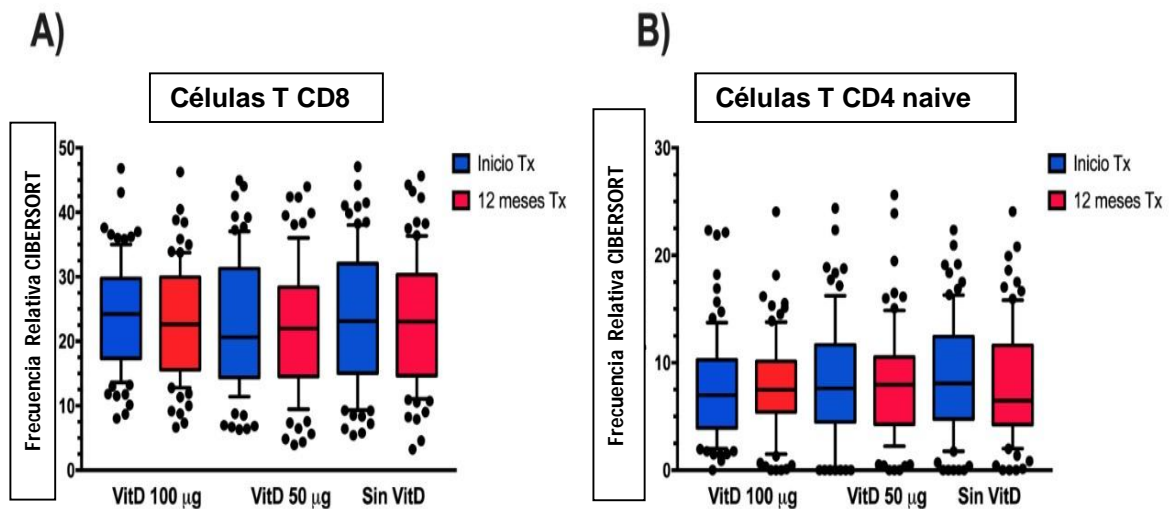 A)
Células T CD8
Frecuencia Relativa CIBERSORT
50
40
30
20
10
0
Inicio Tx
12 meses Tx
VitD 100 μg
VitD 50 μg
Sin VitD
B)
Células T CD4 naive
Frecuencia Relativa CIBERSORT
30
20
10
0
Inicio Tx
12 meses Tx
VitD 100 μg
VitD 50 μg
Sin VitD